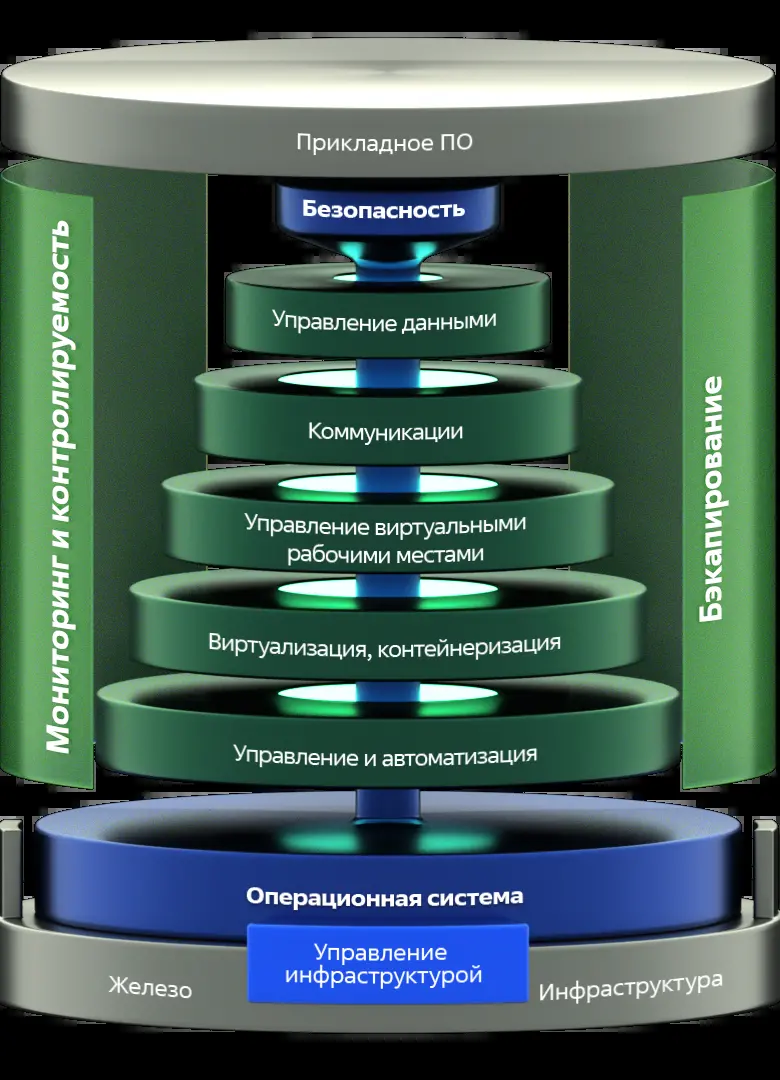 Прикладное ПО
Безопасность
Мониторинг и контролируемость
Управление данными
Коммуникации
Бэкапирование
Управление виртуальными
рабочими местами
Виртуализация, контейнеризация
Управление и автоматизация
Операционная система
Управление
инфраструктурой
Железо
Инфраструктура